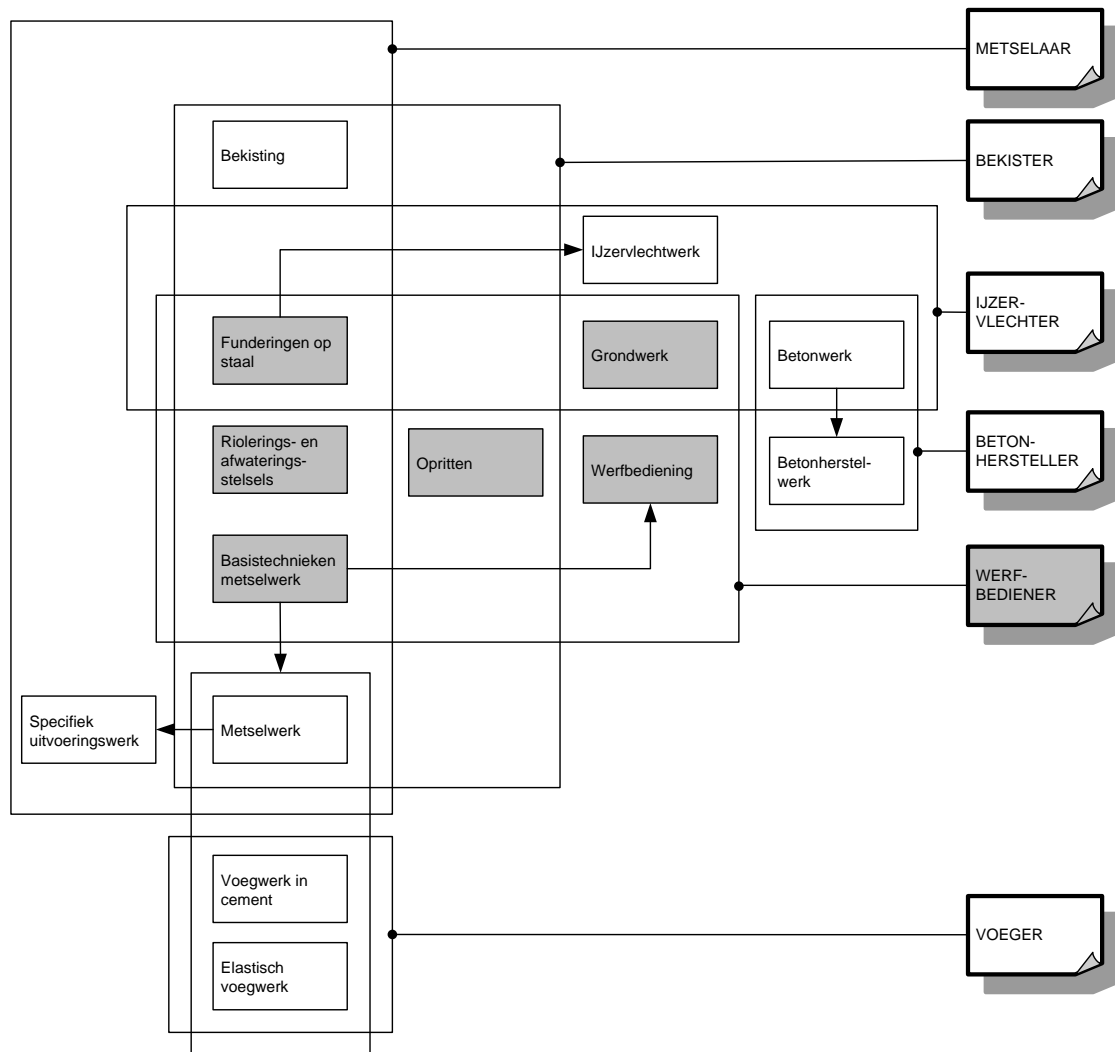 METSELAAR
Bekisting
BEKISTER
IJzervlechtwerk
IJZER-
VLECHTER
Funderingen op
staal
Grondwerk
Betonwerk
Riolerings- en
afwaterings-
stelsels
Opritten
Werfbediening
Betonherstel-
werk
BETON-
HERSTELLER
Basistechnieken
metselwerk
WERF-
BEDIENER
Specifiek
uitvoeringswerk
Metselwerk
Voegwerk in
cement
VOEGER
Elastisch
voegwerk